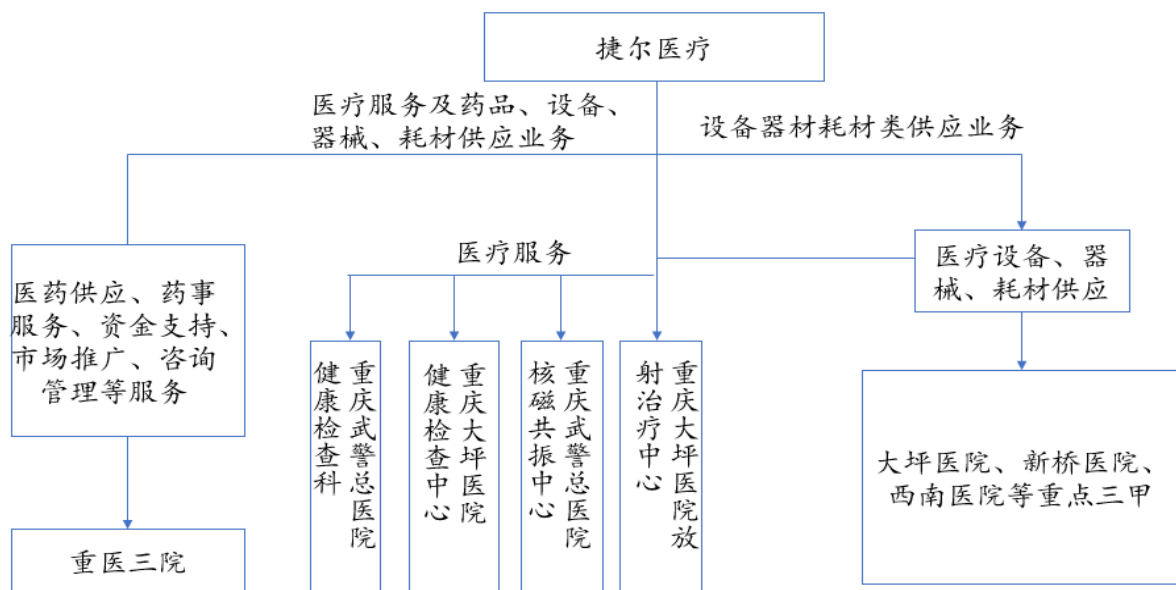 捷尔医疗
医疗服务及药品、设备、
器械、耗材供应业务
设备器材耗材类供应业务
医疗服务
医药供应、药事
服务、资金支持、
市场推广、咨询
管理等服务
医疗设备、器
械、耗材供应
重庆武警总医院
健康检查科
重庆大坪医院
健康检查中心
重庆武警总医院
核磁共振中心
重庆大坪医院放
射治疗中心
大坪医院、新桥医院、
西南医院等重点三甲
重医三院